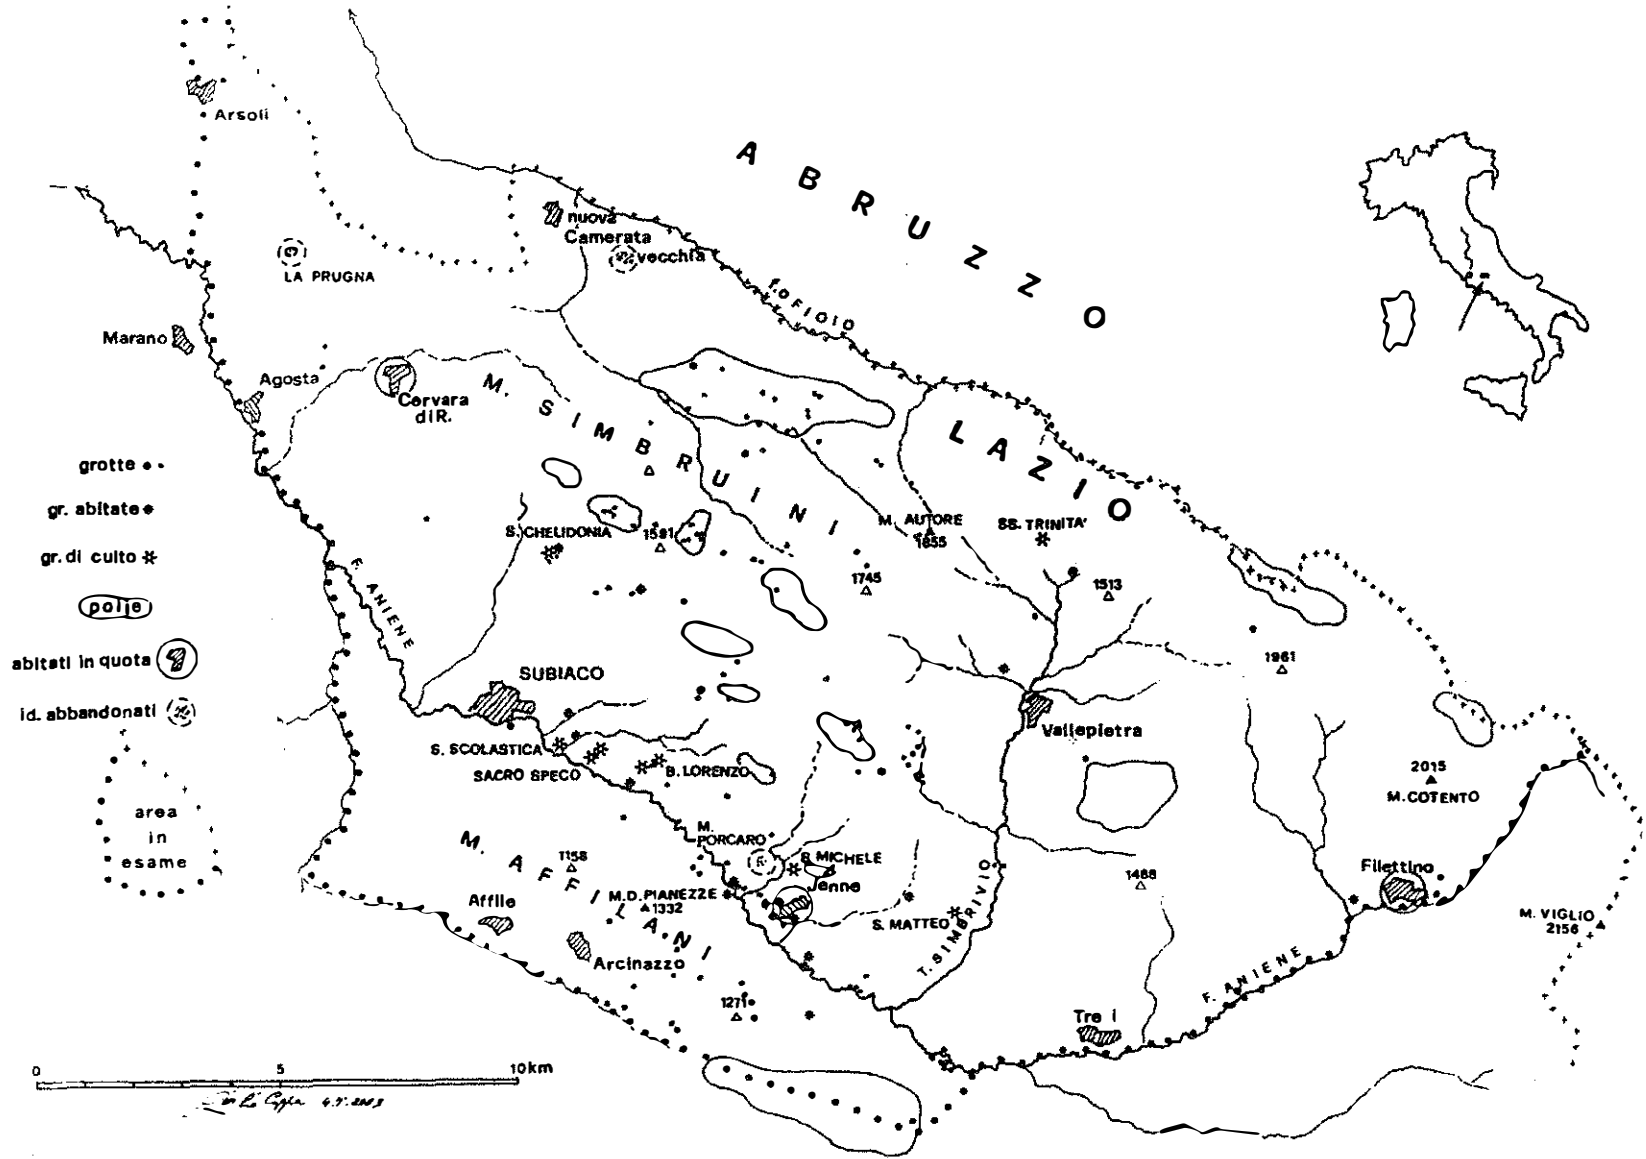 Arsoli
ABRUZZO
nuova
Camerata
vecchia
LA PRUGNA
f.o FIOIO
Marano
Agosta
Cervara
di R.
M. SIMBRUINI
LAZIO
grotte
gr. abitate
gr. di culto
polje
abitati in quota
id. abbandonati
area
in
esame
S. CHELIDONIA
1591
M. AUTORE
1855
SS. TRINITA'
1745
1513
F. ANIENE
1961
SUBIACO
Vallepietra
S. SCOLASTICA
SACRO SPECO
B. LORENZO
2015
M. COTENTO
M.
PORCARO
S. MICHELE
Jenne
M. AFFILANI
1158
M.D. PIANEZZE
1332
Affile
Arcinazzo
S. MATTEO
T. SIMBRIVIO
1488
Filettino
M. VIGLIO
2156
F. ANIENE
1271
Tre i
0 5 10 km